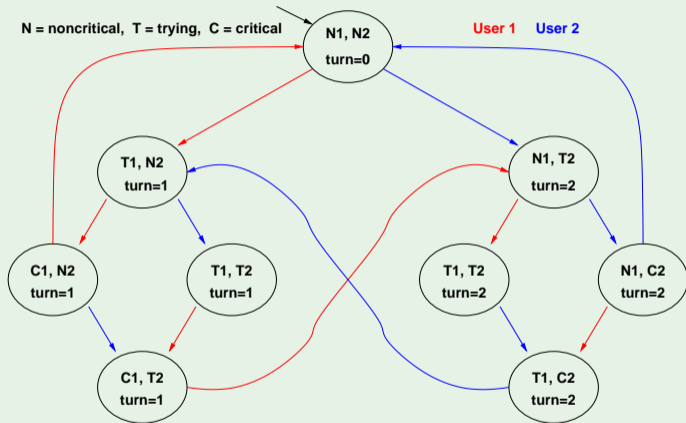 N = noncritical, T = trying, C = critical
User 1 User 2
N1, N2
turn=0
T1, N2
turn=1
N1, T2
turn=2
C1, N2
turn=1
T1, T2
turn=1
T1, T2
turn=2
N1, C2
turn=2
C1, T2
turn=1
T1, C2
turn=2